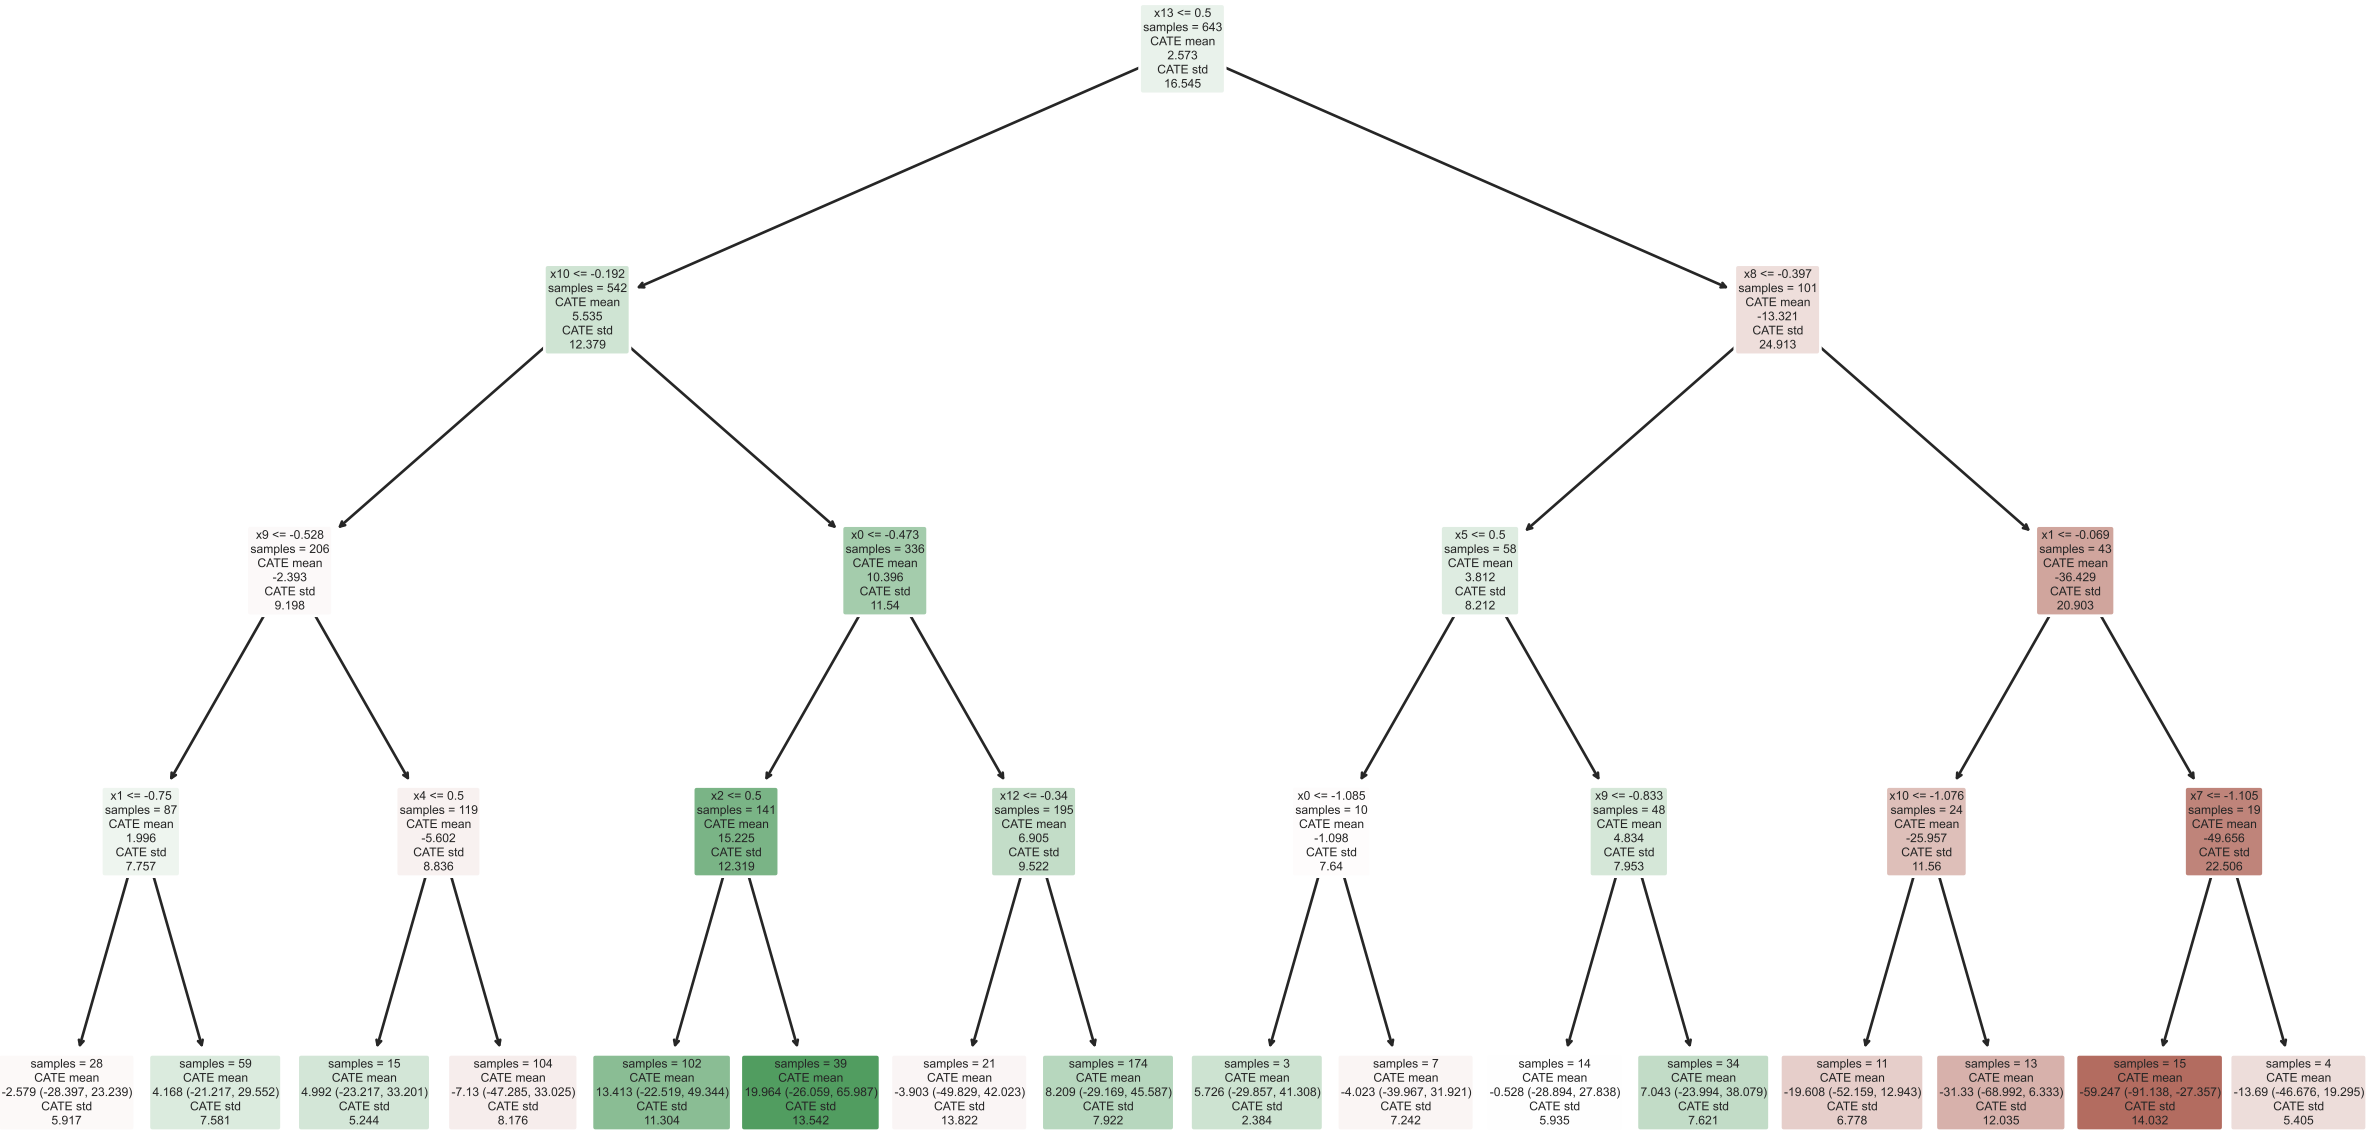 x13 <= 0.5
samples = 643
CATE mean
2.573
CATE std
16.545
x10 <= -0.192
samples = 542
CATE mean
5.535
CATE std
12.379
x8 <= -0.397
samples = 101
CATE mean
-13.321
CATE std
24.913
x9 <= -0.528
samples = 206
CATE mean
-2.393
CATE std
9.198
x0 <= -0.473
samples = 336
CATE mean
10.396
CATE std
11.54
x5 <= 0.5
samples = 58
CATE mean
3.812
CATE std
8.212
x1 <= -0.069
samples = 43
CATE mean
-36.429
CATE std
20.903
x1 <= -0.75
samples = 87
CATE mean
1.996
CATE std
7.757
x4 <= 0.5
samples = 119
CATE mean
-5.602
CATE std
8.836
x2 <= 0.5
samples = 141
CATE mean
15.225
CATE std
12.319
x12 <= -0.34
samples = 195
CATE mean
6.905
CATE std
9.522
x0 <= -1.085
samples = 10
CATE mean
-1.098
CATE std
7.64
x9 <= -0.833
samples = 48
CATE mean
4.834
CATE std
7.953
x10 <= -1.076
samples = 24
CATE mean
-25.957
CATE std
11.56
x7 <= -1.105
samples = 19
CATE mean
-49.656
CATE std
22.506
samples = 28
CATE mean
-2.579 (-28.397, 23.239)
CATE std
5.917
samples = 59
CATE mean
4.168 (-21.217, 29.552)
CATE std
7.581
samples = 15
CATE mean
4.992 (-23.217, 33.201)
CATE std
5.244
samples = 104
CATE mean
-7.13 (-47.285, 33.025)
CATE std
8.176
samples = 102
CATE mean
13.413 (-22.519, 49.344)
CATE std
11.304
samples = 39
CATE mean
19.964 (-26.059, 65.987)
CATE std
13.542
samples = 21
CATE mean
-3.903 (-49.829, 42.023)
CATE std
13.822
samples = 174
CATE mean
8.209 (-29.169, 45.587)
CATE std
7.922
samples = 3
CATE mean
5.726 (-29.857, 41.308)
CATE std
2.384
samples = 7
CATE mean
-4.023 (-39.967, 31.921)
CATE std
7.242
samples = 14
CATE mean
-0.528 (-28.894, 27.838)
CATE std
5.935
samples = 34
CATE mean
7.043 (-23.994, 38.079)
CATE std
7.621
samples = 11
CATE mean
-19.608 (-52.159, 12.943)
CATE std
6.778
samples = 13
CATE mean
-31.33 (-68.992, 6.333)
CATE std
12.035
samples = 15
CATE mean
-59.247 (-91.138, -27.357)
CATE std
14.032
samples = 4
CATE mean
-13.69 (-46.676, 19.295)
CATE std
5.405